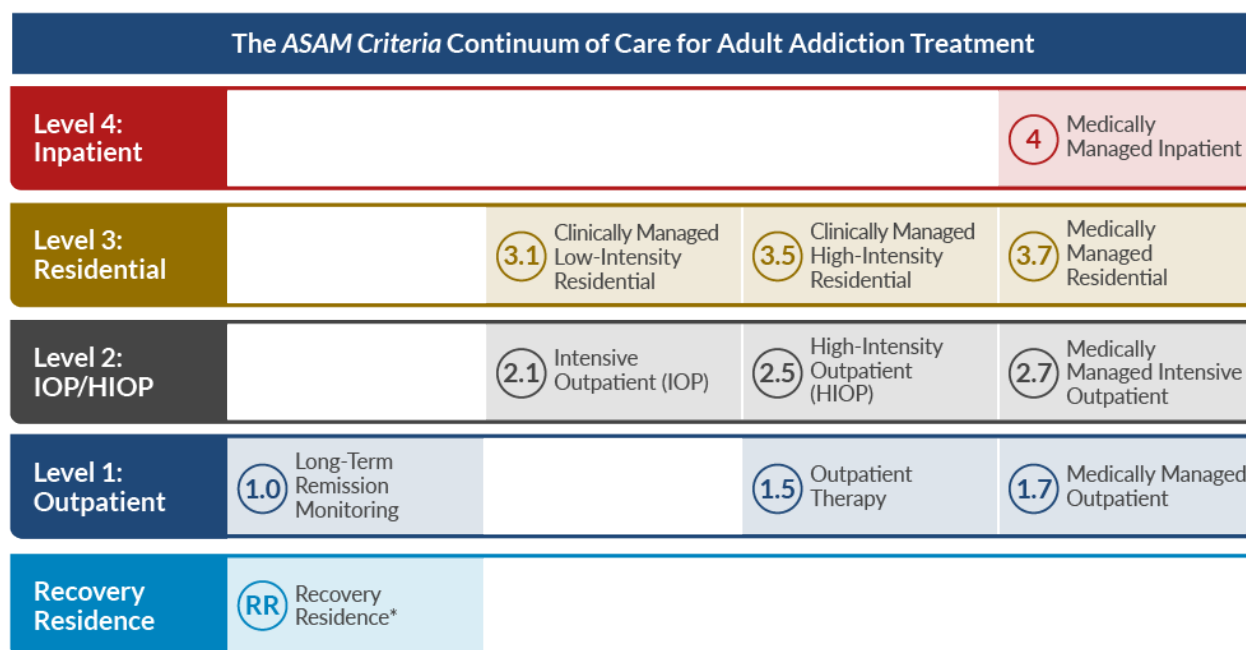 The ASAM Criteria Continuum of Care for Adult Addiction Treatment
Level 4:
Inpatient
4
Medically
Managed Inpatient
Level 3:
Residential
3.1
Clinically Managed
Low-Intensity
Residential
3.5
Clinically Managed
High-Intensity
Residential
3.7
Medically
Managed
Residential
Level 2:
IOP/HIOP
2.1
Intensive
Outpatient (IOP)
2.5
High-Intensity
Outpatient
(HIOP)
2.7
Medically
Managed Intensive
Outpatient
Level 1:
Outpatient
1.0
Long-Term
Remission
Monitoring
1.5
Outpatient
Therapy
1.7
Medically Managed
Outpatient
Recovery
Residence
RR
Recovery
Residence*